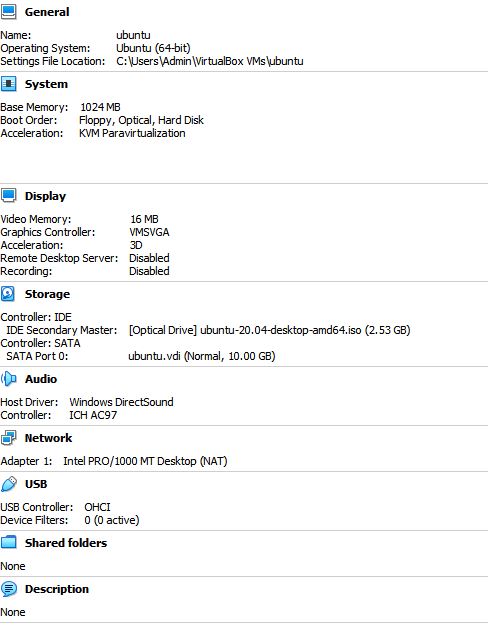 General
Name: ubuntu
Operating System: Ubuntu (64-bit)
Settings File Location: C:\Users\Admin\VirtualBox VMs\ubuntu
System
Base Memory: 1024 MB
Boot Order: Floppy, Optical, Hard Disk
Acceleration: KVM Paravirtualization
Display
Video Memory: 16 MB
Graphics Controller: VMSVGA
Acceleration: 3D
Remote Desktop Server: Disabled
Recording: Disabled
Storage
Controller: IDE
IDE Secondary Master: [Optical Drive] ubuntu-20.04-desktop-amd64.iso (2.53 GB)
Controller: SATA
SATA Port 0: ubuntu.vdi (Normal, 10.00 GB)
Audio
Host Driver: Windows DirectSound
Controller: ICH AC97
Network
Adapter 1: Intel PRO/1000 MT Desktop (NAT)
USB
USB Controller: OHCI
Device Filters: 0 (0 active)
Shared folders
None
Description
None